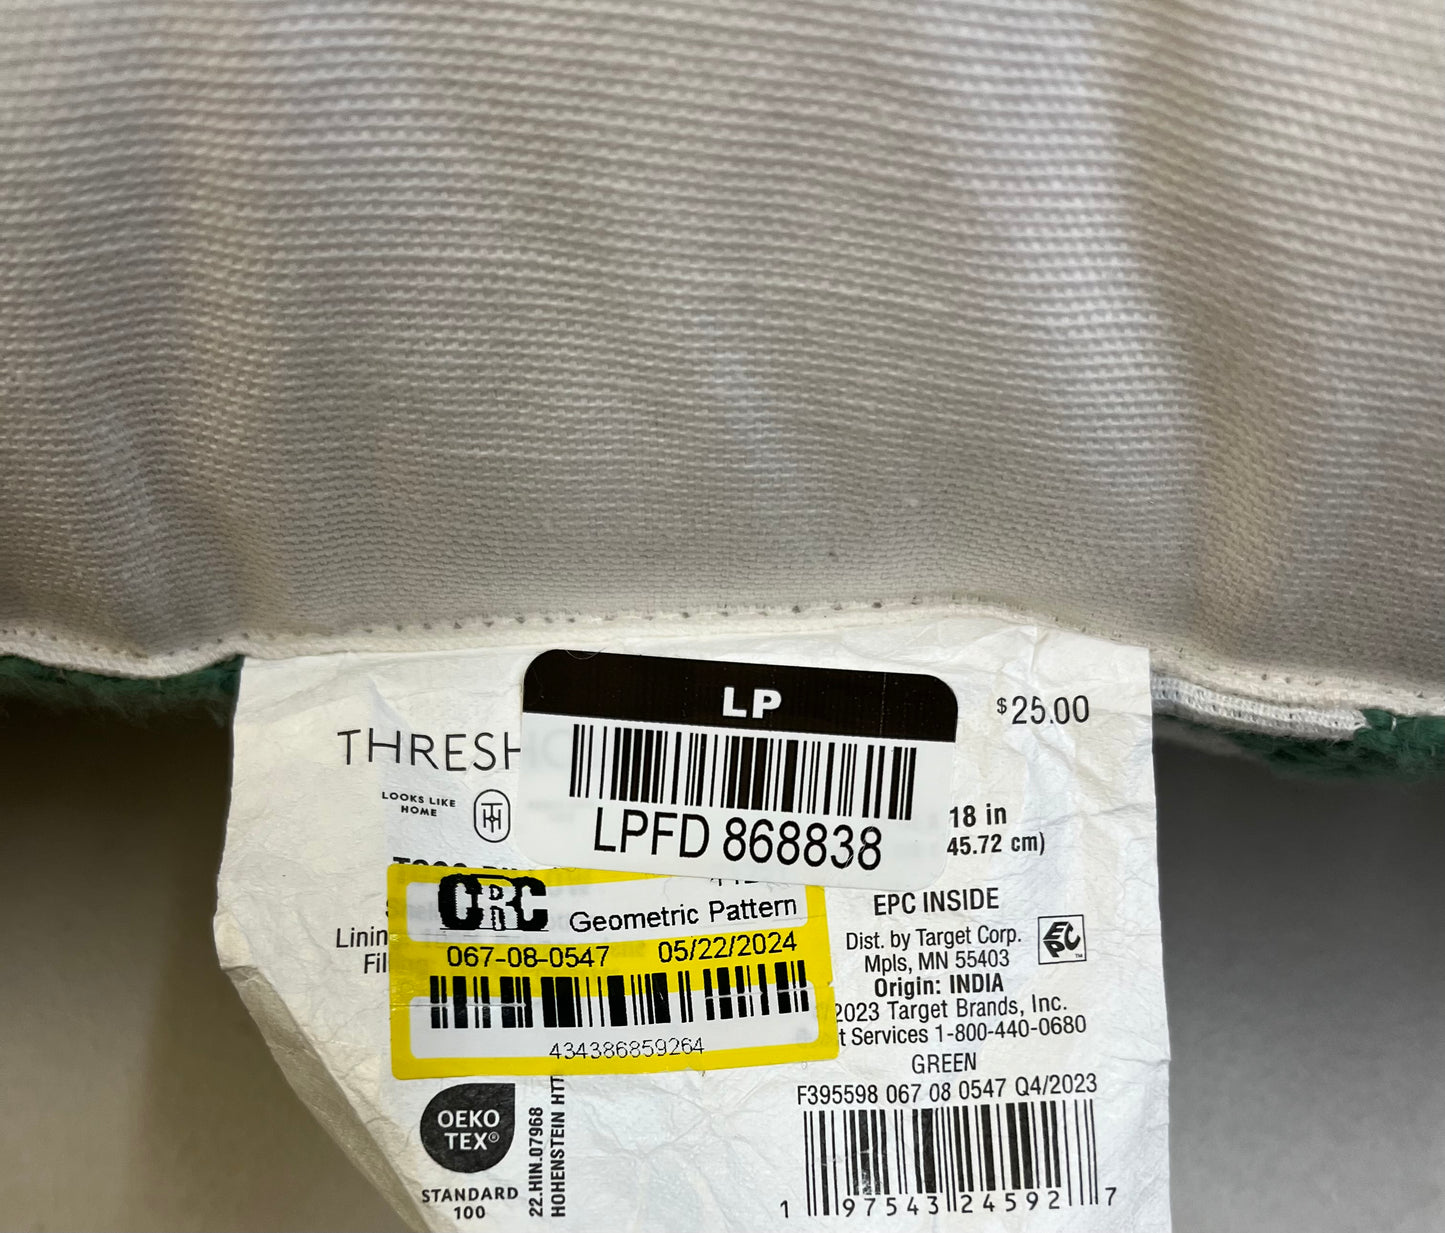 LP
LPFD 868838
$25.00
THRESH
LOOKS LIKE
HOME
TH
18 in
45.72 cm)
CRC
Geometric Pattern
067-08-0547 05/22/2024
434386859264
Linin
Fil
EPC INSIDE
Dist. by Target Corp.
Mpls, MN 55403
EPC ™
Origin: INDIA
2023 Target Brands, Inc.
t Services 1-800-440-0680
GREEN
F395598 067 08 0547 Q4/2023
1 97543 24592 7
OEKO
TEX®
STANDARD
100
22.HIN.07968
HOHENSTEIN HTT